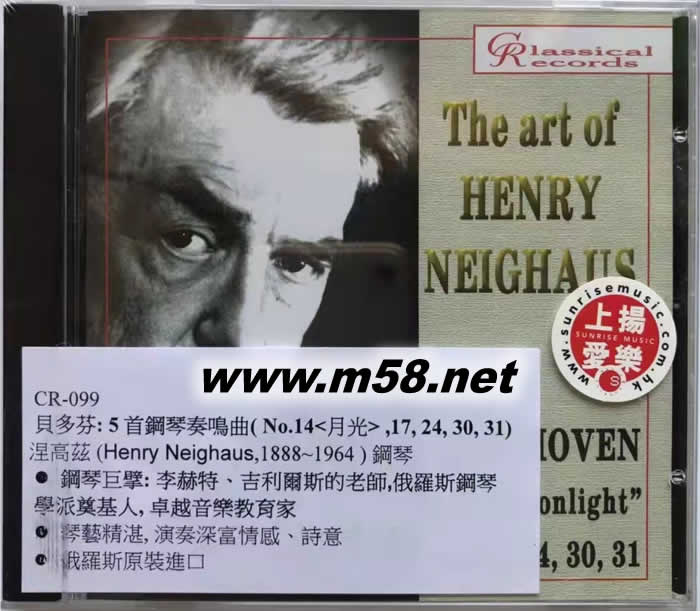 Classical
Records
The art of
HENRY
NEIGHAUS
www.sunrisemusic.com.hk
上揚
SUNRISE MUSIC
愛樂
S
www.m58.net
CR-099
貝多芬: 5 首鋼琴奏鳴曲( No.14<月光> ,17, 24, 30, 31)
涅高茲 (Henry Neighaus,1888~1964 ) 鋼琴
● 鋼琴巨擘: 李赫特、吉利爾斯的老師,俄羅斯鋼琴
學派奠基人, 卓越音樂教育家
● 琴藝精湛, 演奏深富情感、詩意
● 俄羅斯原裝進口
HOVEN
onlight”
4, 30, 31